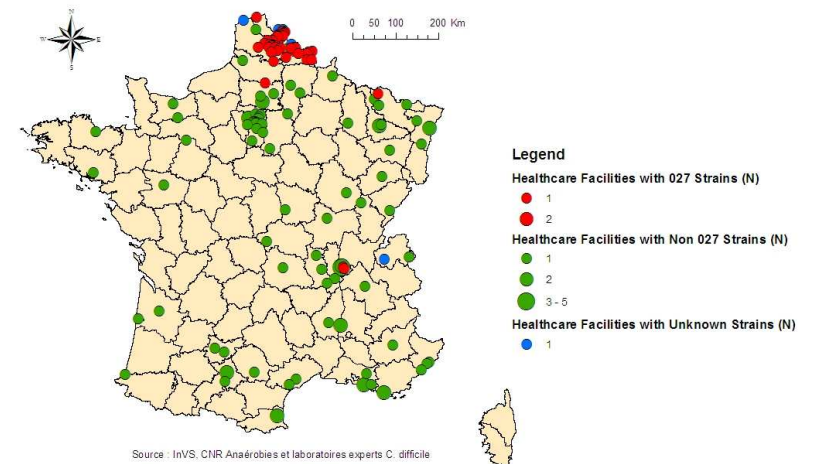 N
W E
S
0 50 100 200 Km
Legend
Healthcare Facilities with 027 Strains (N)
1
2
Healthcare Facilities with Non 027 Strains (N)
1
2
3 - 5
Healthcare Facilities with Unknown Strains (N)
1
Source : InVS, CNR Anaérobies et laboratoires experts C. difficile